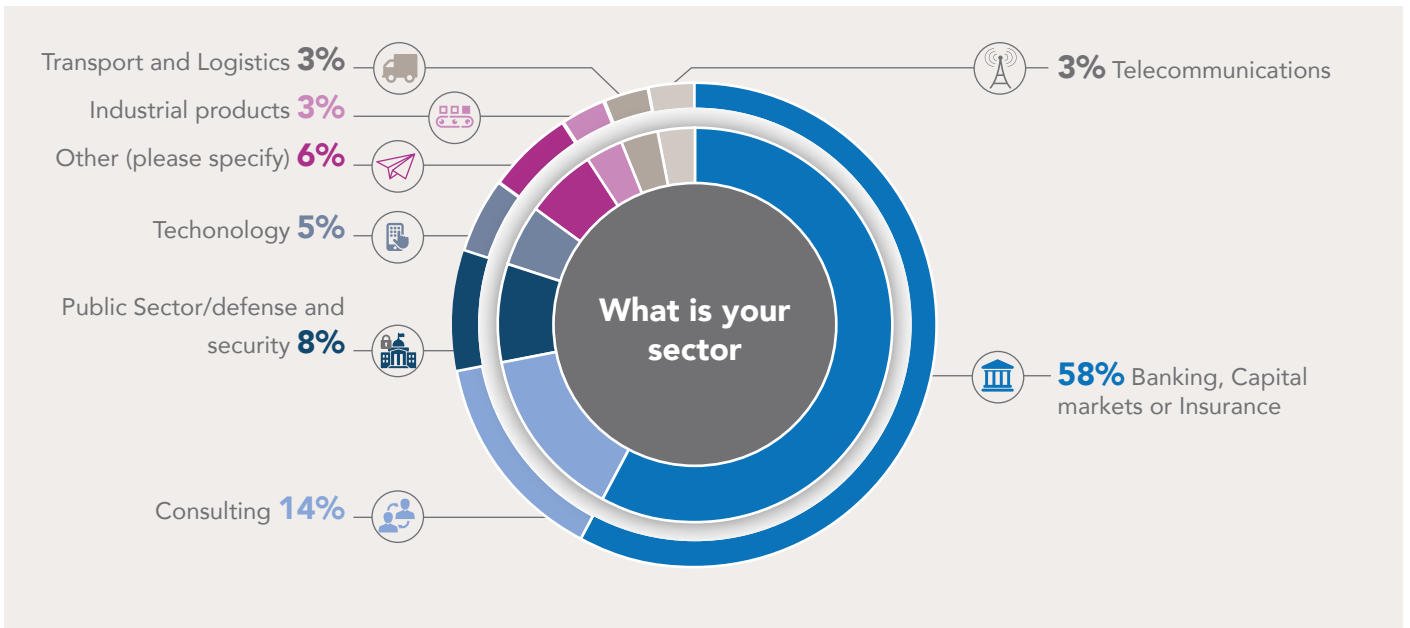 Transport and Logistics 3%
3% Telecommunications
Industrial products 3%
Other (please specify) 6%
Techonology 5%
Public Sector/defense and
security 8%
What is your
sector
58% Banking, Capital
markets or Insurance
Consulting 14%